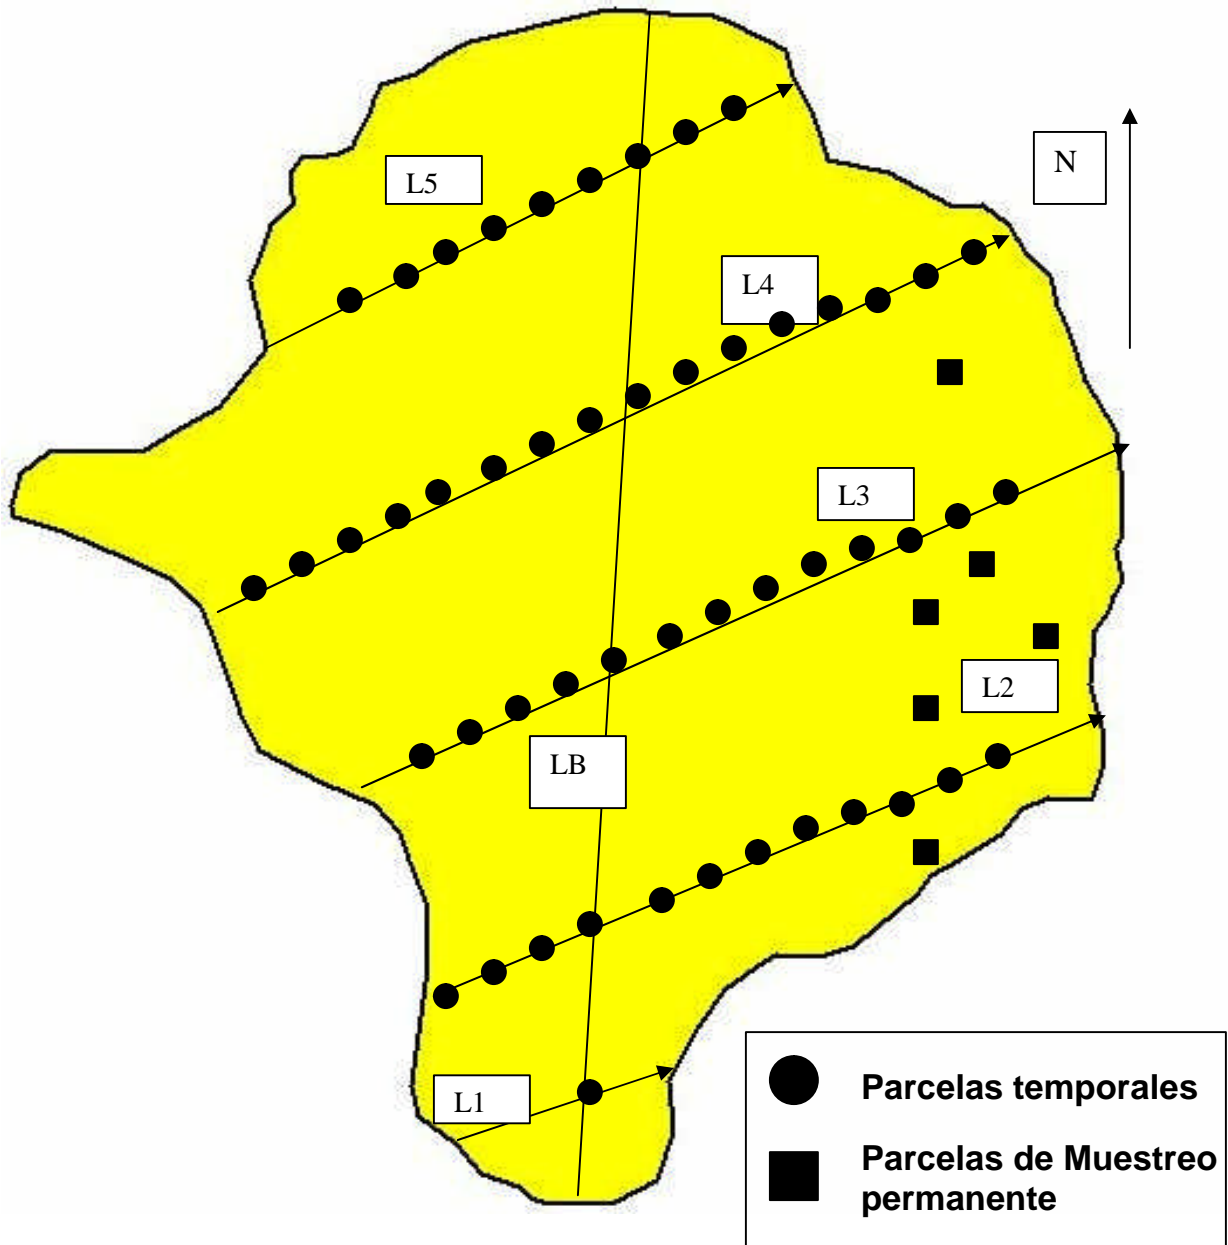 L5
N
L4
L3
L2
LB
L1
Parcelas temporales
Parcelas de Muestreo
permanente